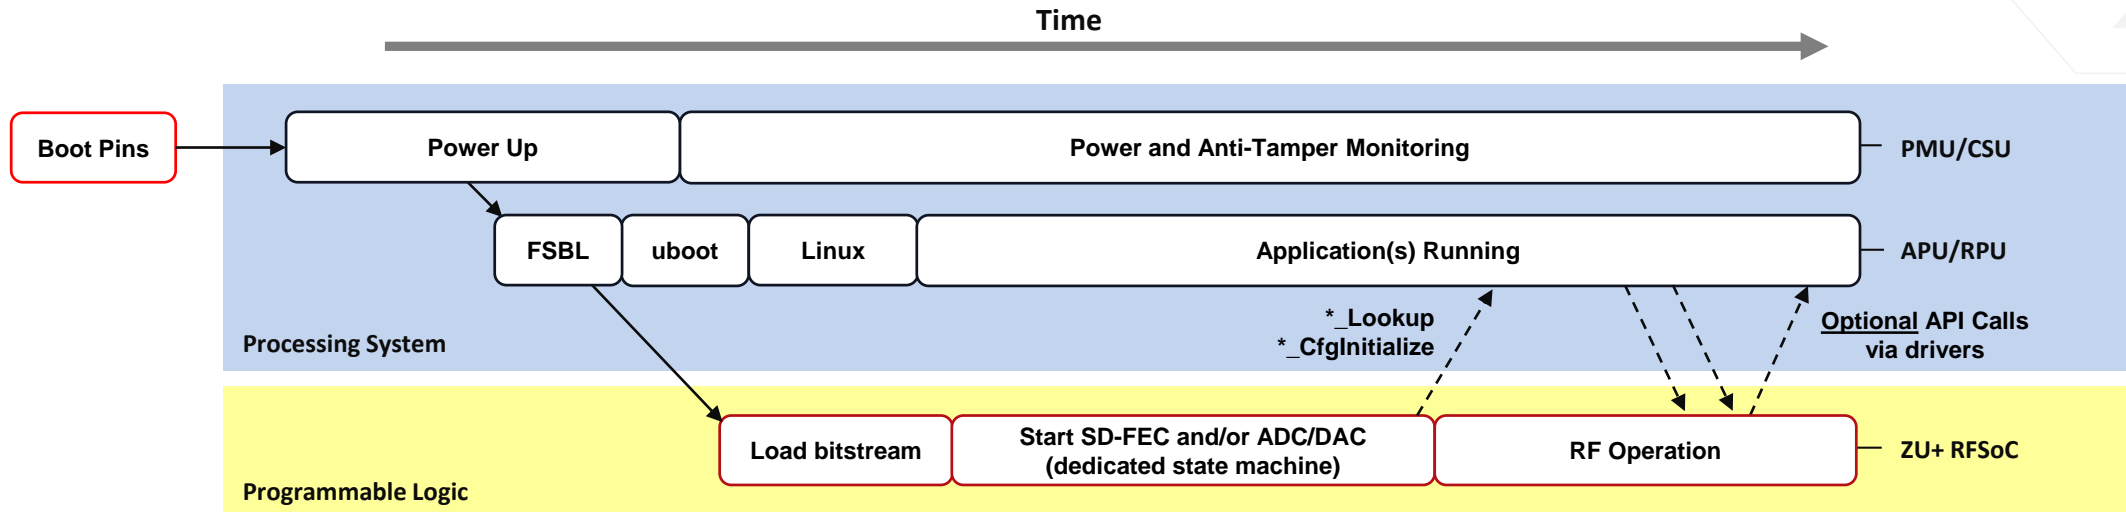 Time
Boot Pins
Power Up
Power and Anti-Tamper Monitoring
PMU/CSU
FSBL
uboot
Linux
Application(s) Running
APU/RPU
*_Lookup
*_CfgInitialize
Optional API Calls
via drivers
Processing System
Load bitstream
Start SD-FEC and/or ADC/DAC
(dedicated state machine)
RF Operation
ZU+ RFSoC
Programmable Logic